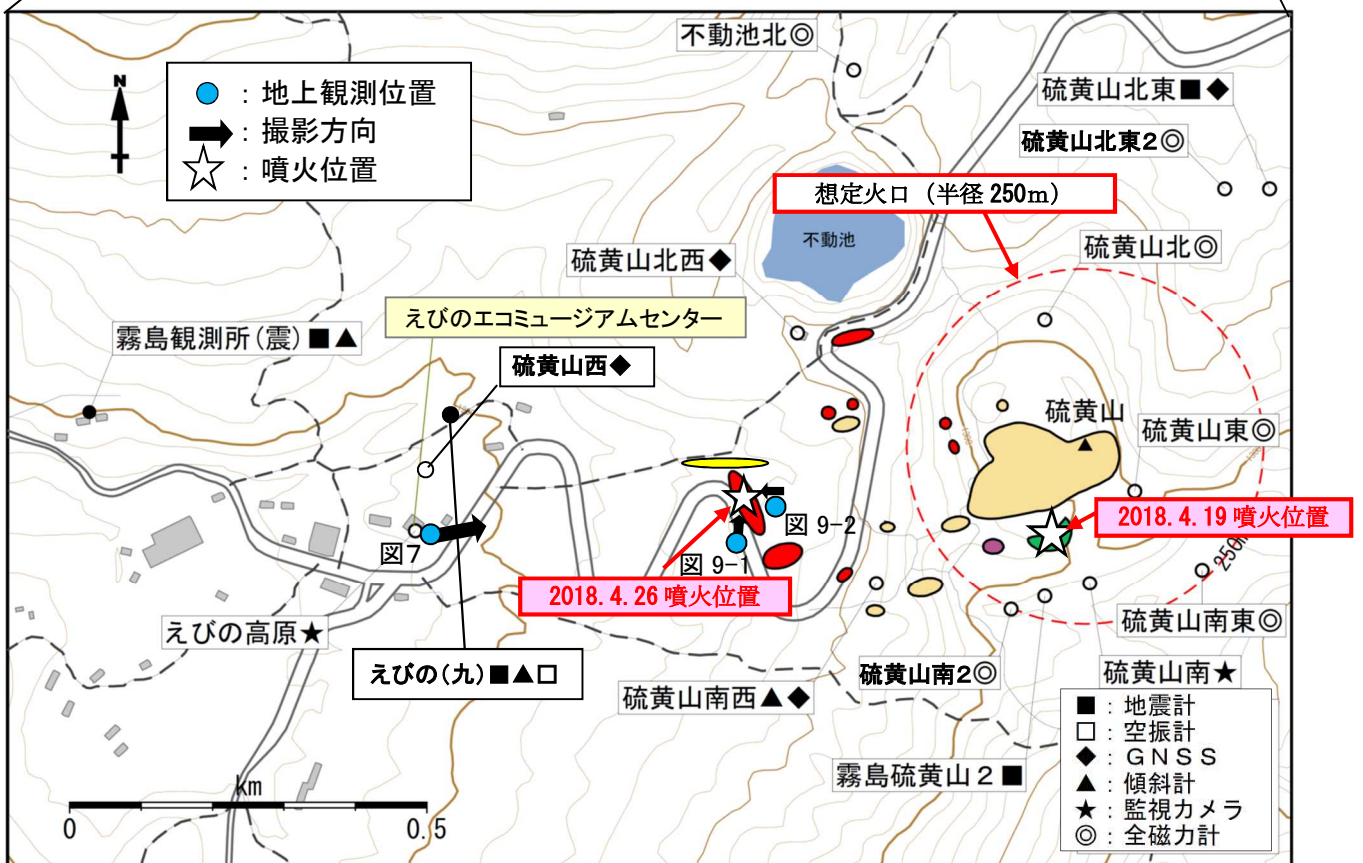 不動池北◎
N
：地上観測位置
：撮影方向
：噴火位置
硫黄山北東■◆
硫黄山北東2◎
想定火口（半径 250m）
不動池
硫黄山北◎
硫黄山北西◆
えびのエコミュージアムセンター
霧島観測所(震)■▲
硫黄山西◆
硫黄山
硫黄山東◎
2018.4.19 噴火位置
図7
図 9-2
図 9-1
2018.4.26 噴火位置
250m
えびの高原★
硫黄山南東◎
えびの(九)■▲□
硫黄山南2◎
硫黄山南★
硫黄山南西▲◆
霧島硫黄山2■
■：地震計
□：空振計
◆：ＧＮＳＳ
▲：傾斜計
★：監視カメラ
◎：全磁力計
km
0
0.5